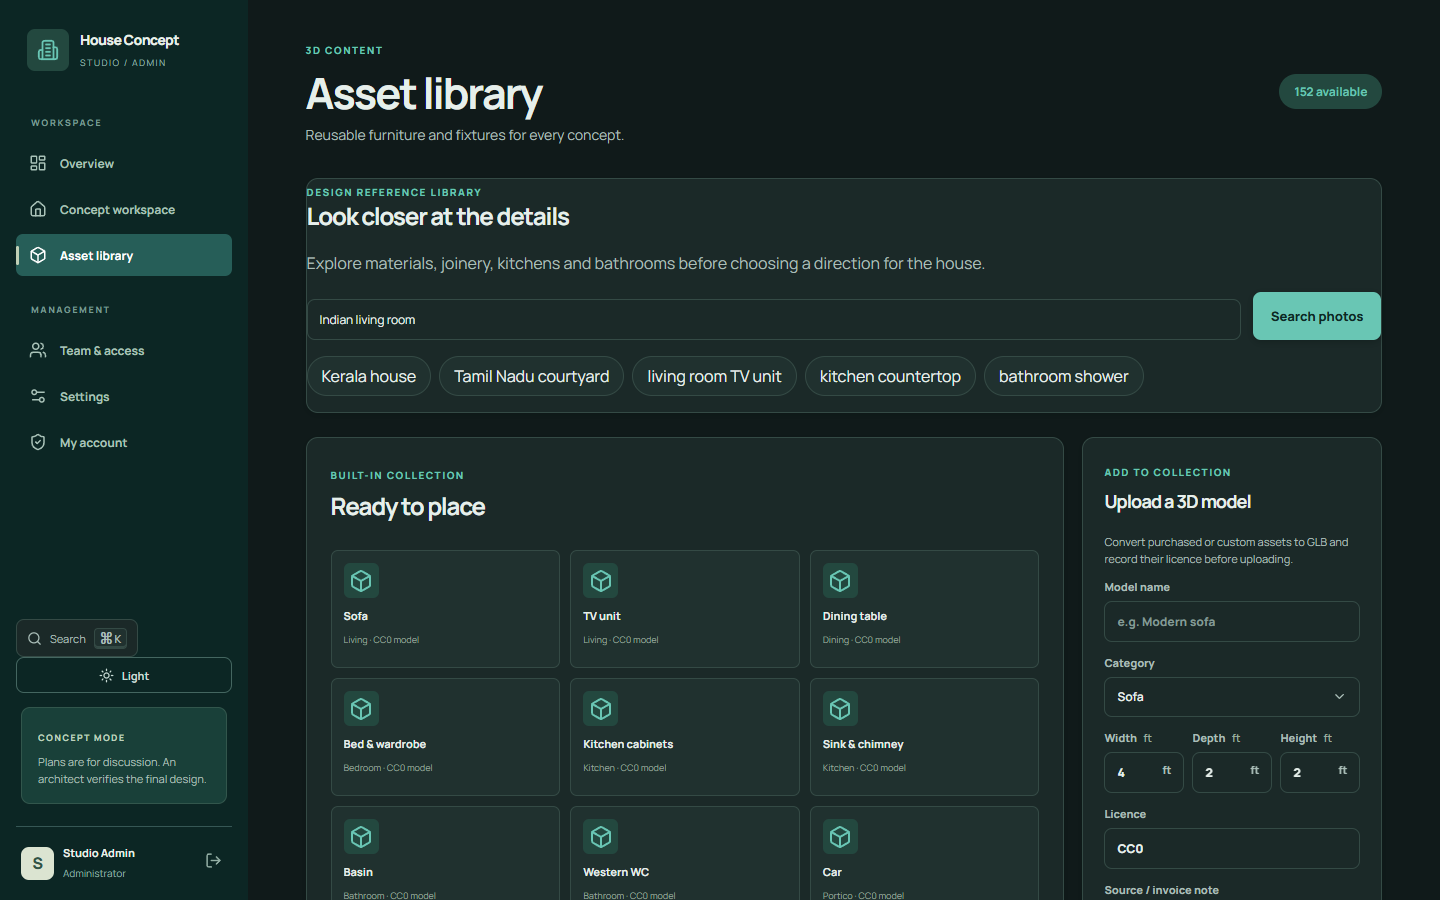 House Concept
STUDIO / ADMIN
WORKSPACE
Overview
Concept workspace
Asset library
MANAGEMENT
Team & access
Settings
My account
Search ⌘K
Light
CONCEPT MODE
Plans are for discussion. An
architect verifies the final design.
S
Studio Admin
Administrator
3D CONTENT
Asset library
Reusable furniture and fixtures for every concept.
152 available
DESIGN REFERENCE LIBRARY
Look closer at the details
Explore materials, joinery, kitchens and bathrooms before choosing a direction for the house.
Indian living room
Search photos
Kerala house
Tamil Nadu courtyard
living room TV unit
kitchen countertop
bathroom shower
BUILT-IN COLLECTION
Ready to place
Sofa
Living · CC0 model
TV unit
Living · CC0 model
Dining table
Dining · CC0 model
Bed & wardrobe
Bedroom · CC0 model
Kitchen cabinets
Kitchen · CC0 model
Sink & chimney
Kitchen · CC0 model
Basin
Bathroom · CC0 model
Western WC
Bathroom · CC0 model
Car
Portico · CC0 model
ADD TO COLLECTION
Upload a 3D model
Convert purchased or custom assets to GLB and
record their licence before uploading.
Model name
e.g. Modern sofa
Category
Sofa
Width ft
4 ft
Depth ft
2 ft
Height ft
2 ft
Licence
CC0
Source / invoice note